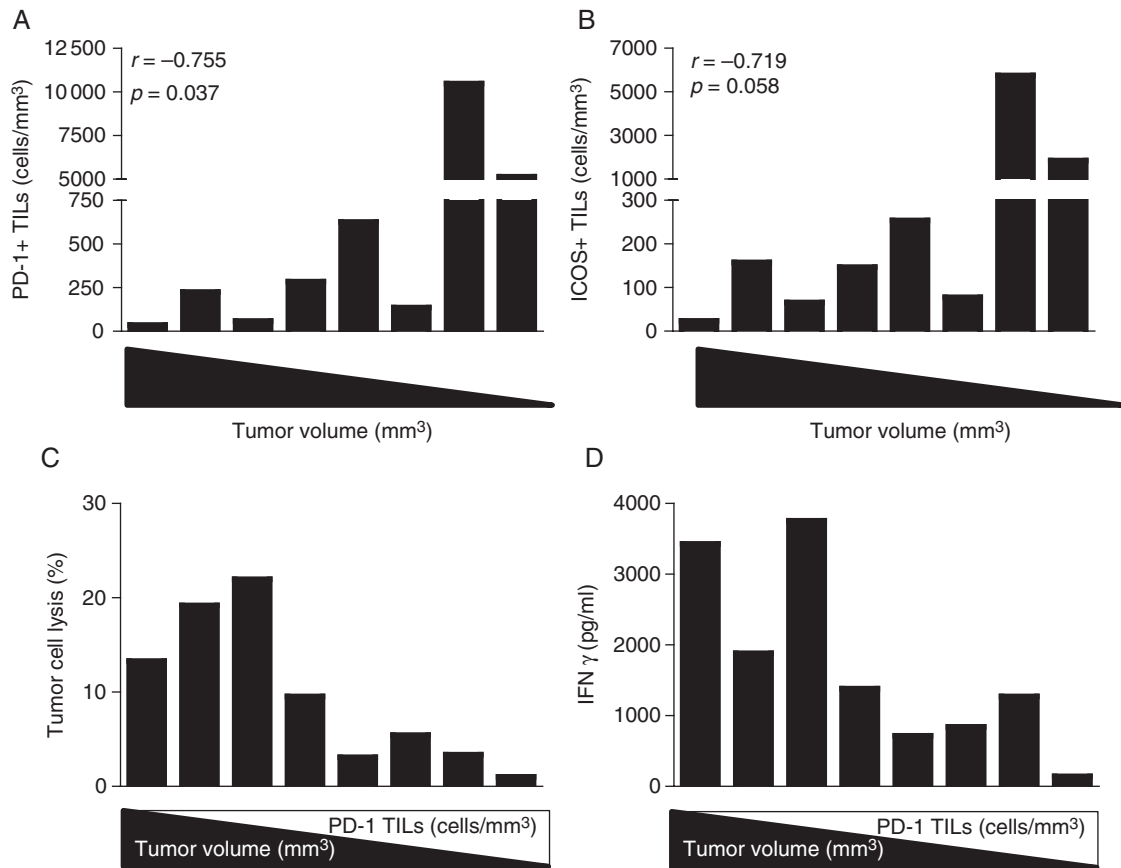 A
12 500
10 000
7500
5000
750
500
250
0
PD-1+ TILs (cells/mm³)
r = –0.755
p = 0.037
Tumor volume (mm³)
B
7000
5000
3000
1000
300
200
100
0
ICOS+ TILs (cells/mm³)
r = –0.719
p = 0.058
Tumor volume (mm³)
C
30
20
10
0
Tumor cell lysis (%)
PD-1 TILs (cells/mm³)
Tumor volume (mm³)
D
4000
3000
2000
1000
0
IFN γ (pg/ml)
PD-1 TILs (cells/mm³)
Tumor volume (mm³)